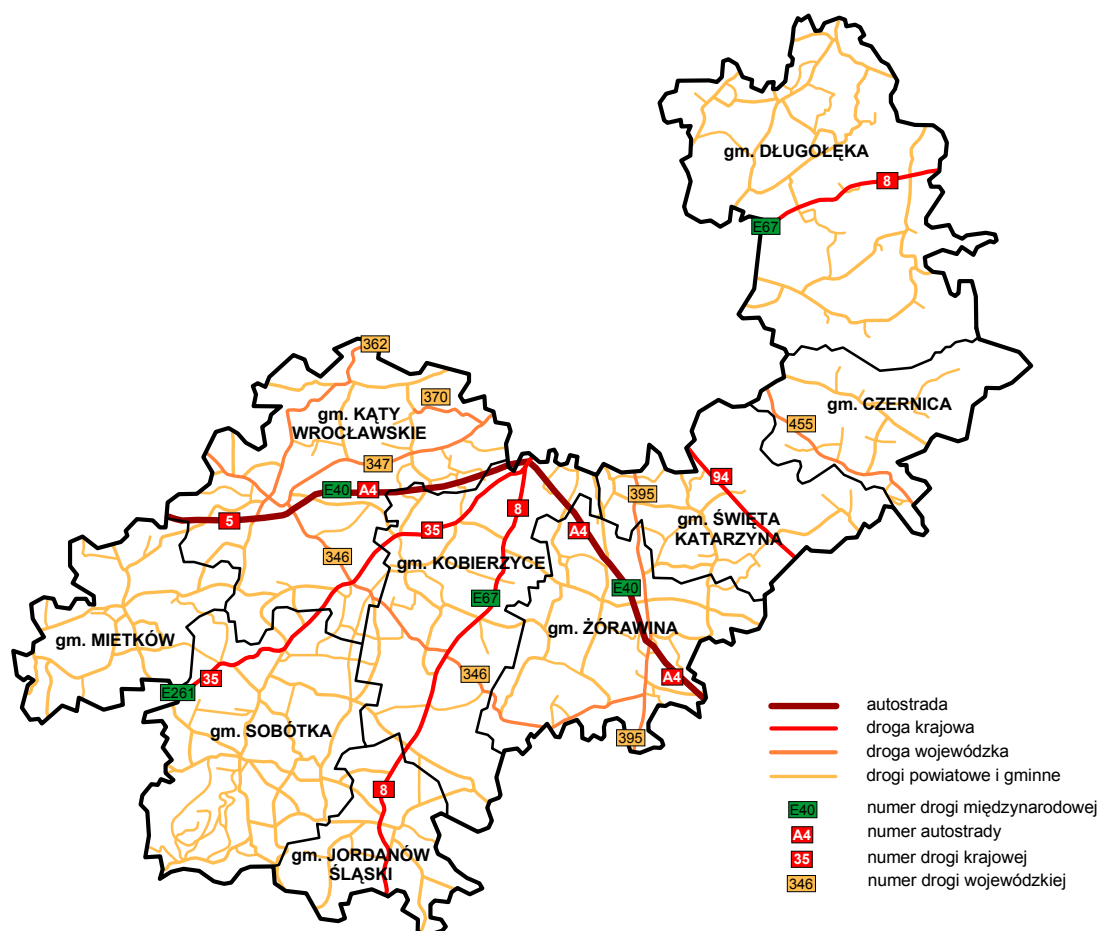 gm. DŁUGOŁĘKA
8
E67
362
gm. CZERNICA
370
gm. KĄTY
WROCŁAWSKIE
455
347
94
E40
A4
395
5
35
8
A4
gm. ŚWIĘTA
KATARZYNA
346
gm. KOBIERZYCE
E40
E67
gm. MIETKÓW
gm. ŻÓRAWINA
35
346
A4
E261
gm. SOBÓTKA
395
8
gm. JORDANÓW
ŚLĄSKI
autostrada
droga krajowa
droga wojewódzka
drogi powiatowe i gminne
E40 numer drogi międzynarodowej
A4 numer autostrady
35 numer drogi krajowej
346 numer drogi wojewódzkiej